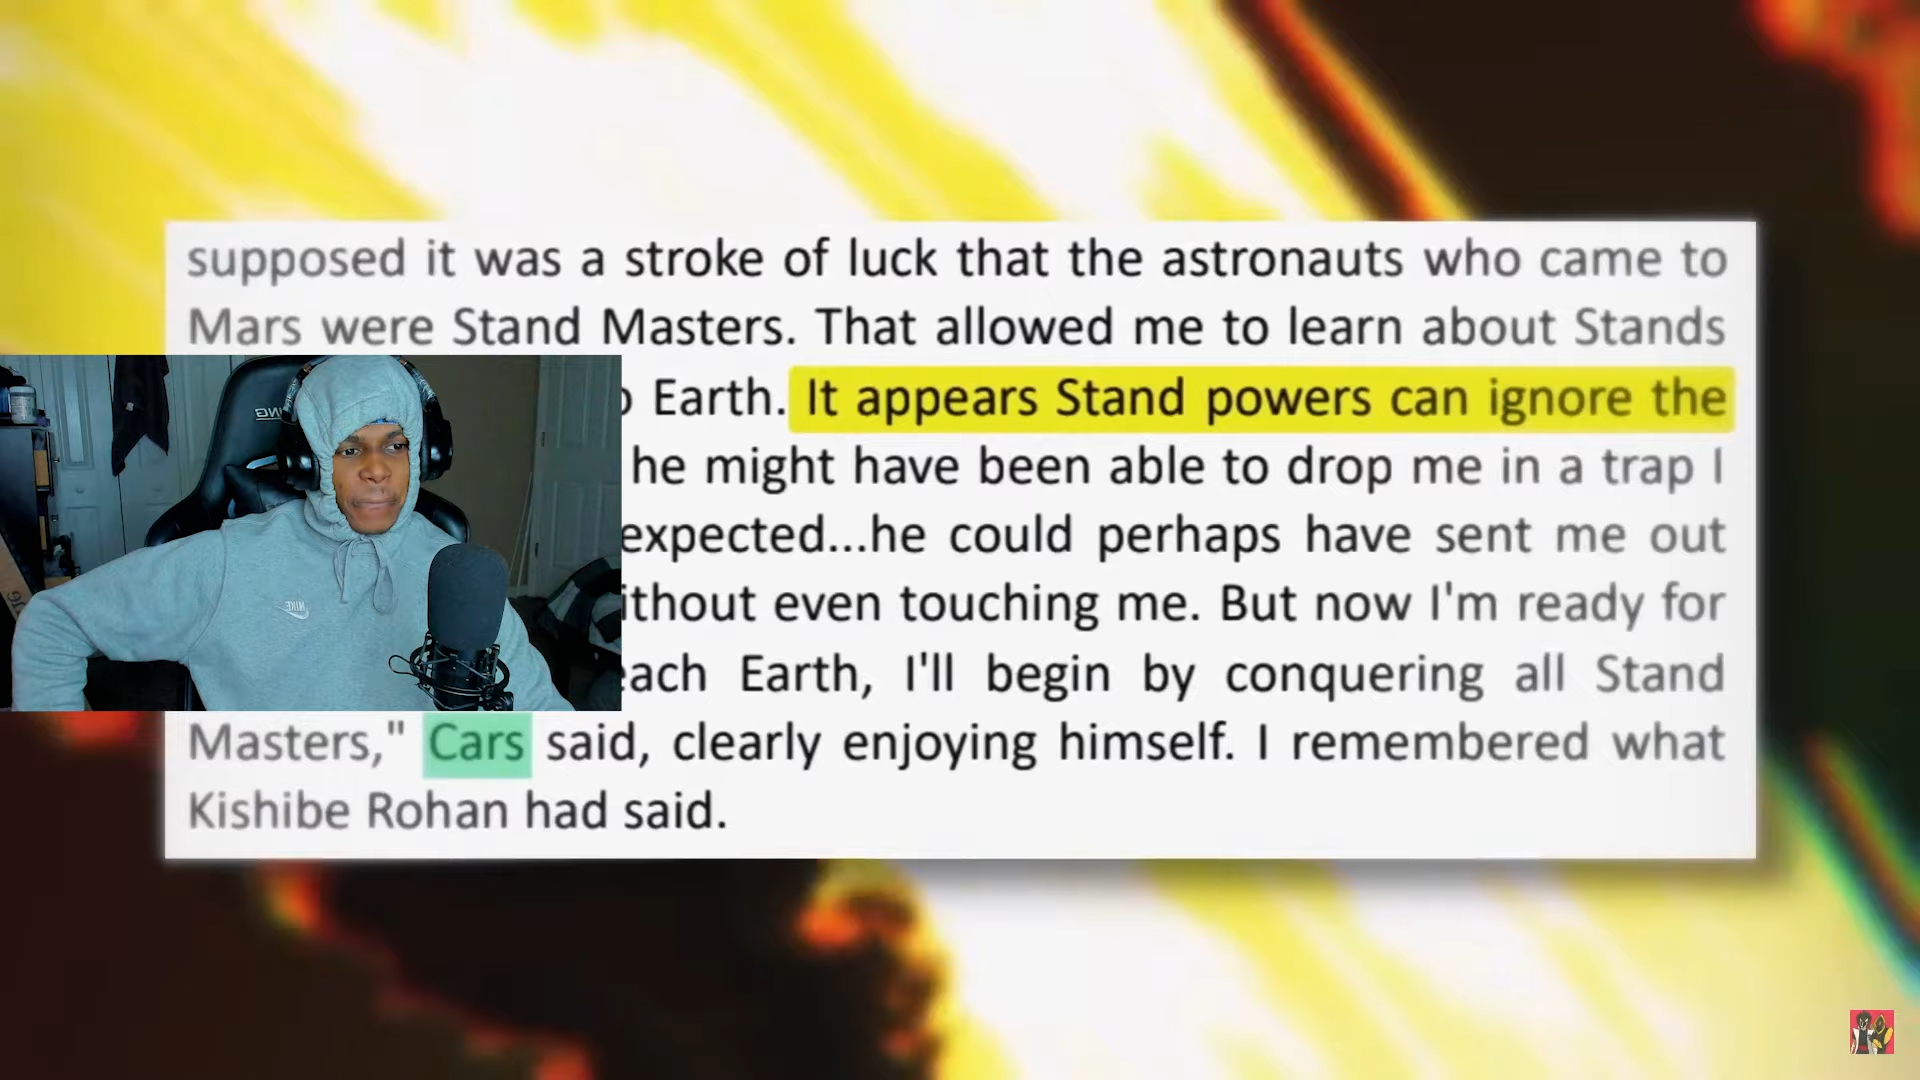 supposed it was a stroke of luck that the astronauts who came to
Mars were Stand Masters. That allowed me to learn about Stands
Earth. It appears Stand powers can ignore the
he might have been able to drop me in a trap I
expected...he could perhaps have sent me out
ithout even touching me. But now I'm ready for
each Earth, I'll begin by conquering all Stand
Masters," Cars said, clearly enjoying himself. I remembered what
Kishibe Rohan had said.
NIKE